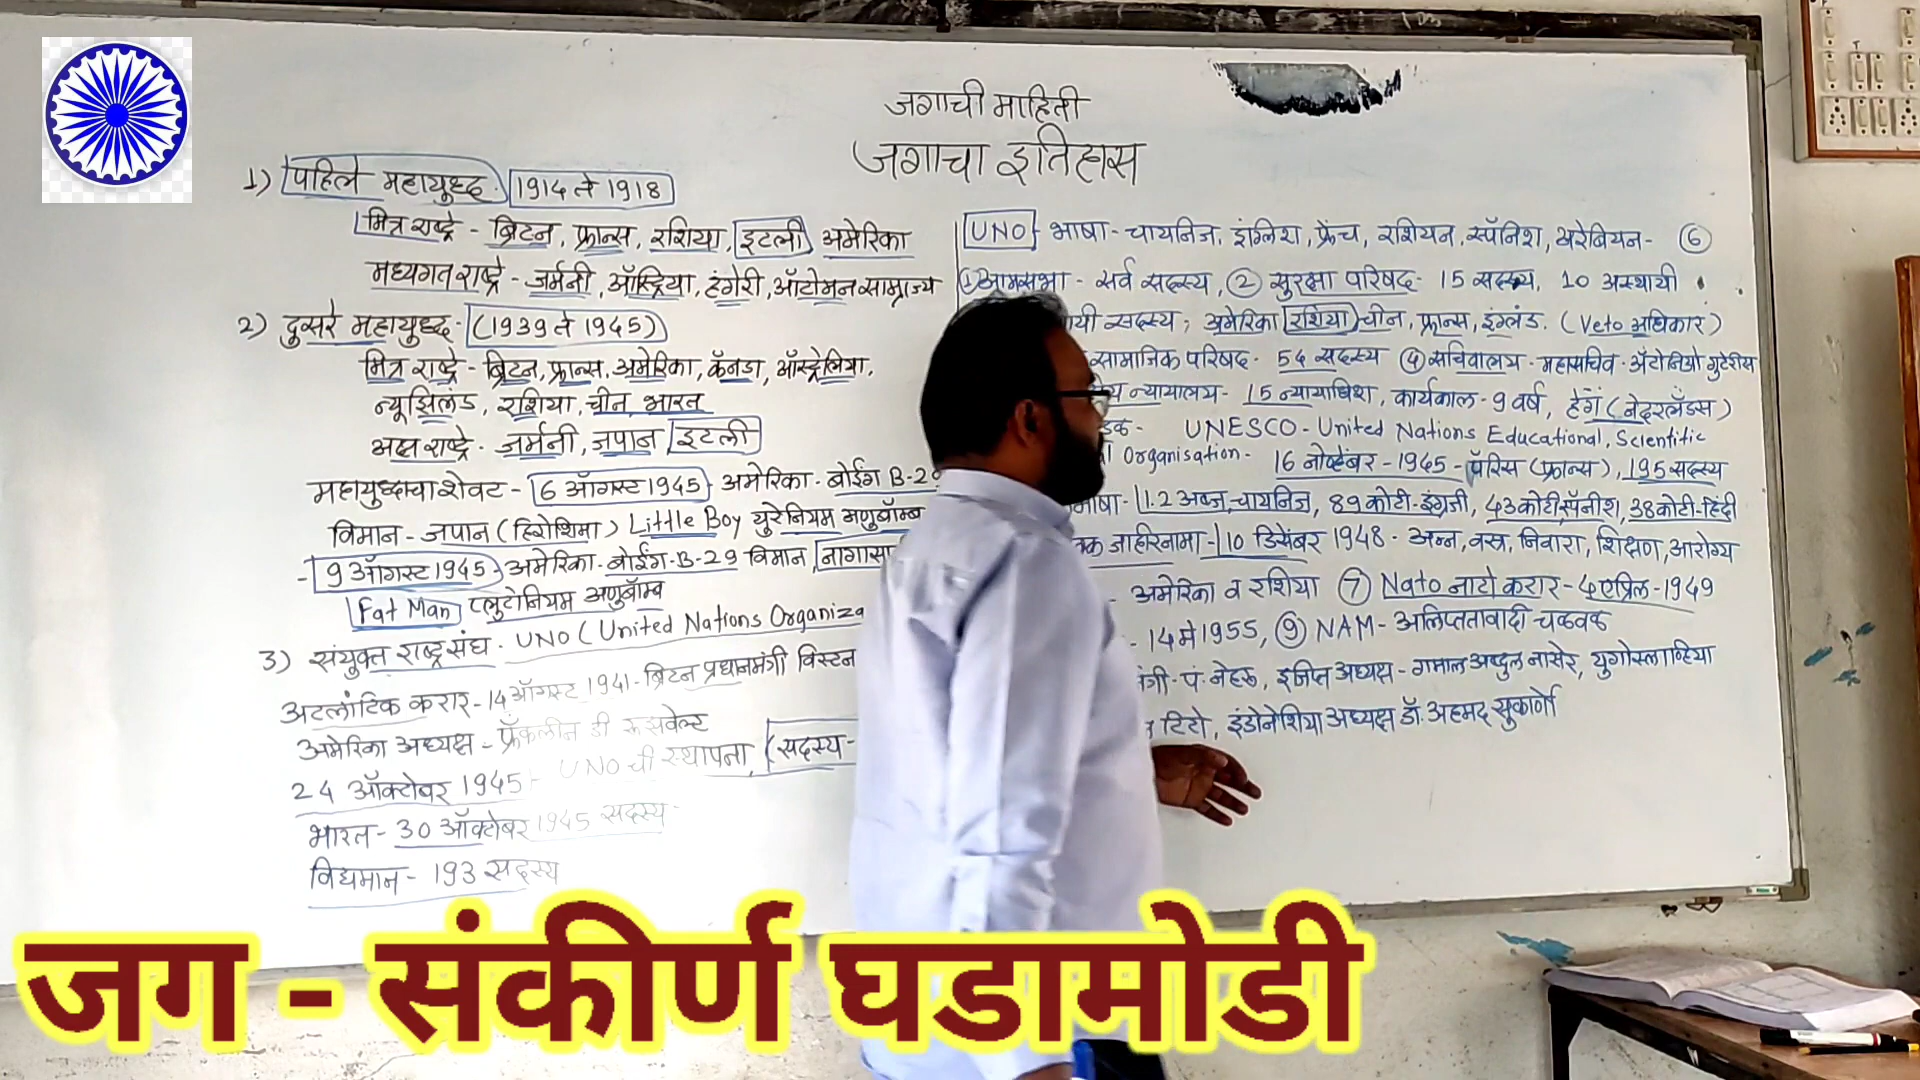 जगाची माहिती
जगाचा इतिहास
1) पहिले महायुध्द. 1914 ते 1918
मित्र राष्ट्रे - ब्रिटन, फ्रान्स, रशिया, इटली, अमेरिका
मध्यगत राष्ट्रे - जर्मनी, ऑस्ट्रिया, हंगेरी, ऑटोमन साम्राज्य
2) दुसरे महायुध्द - (1939 ते 1945)
मित्र राष्ट्रे - ब्रिटन, फ्रान्स, अमेरिका, कॅनडा, ऑस्ट्रेलिया,
न्यूझिलंड, रशिया, चीन, भारत
अक्ष राष्ट्रे - जर्मनी, जपान, इटली
महायुध्दाचा शेवट - 6 ऑगस्ट 1945, अमेरिका - बोईंग B-29
विमान - जपान (हिरोशिमा) Little Boy युरेनियम अणुबॉम्ब
- 9 ऑगस्ट 1945, अमेरिका - बोईंग - B-29 विमान,
Fat Man प्लुटोनियम अणुबॉम्ब
3) संयुक्त राष्ट्र संघ - UNO (United Nations
अटलांटिक करार - 14 ऑगस्ट 1941 - ब्रिटन प्रधानमंत्री विस्टन
अमेरिका अध्यक्ष - फ्रँकलीन डी रूझवेल्ट
24 ऑक्टोबर 1945 - UNO ची स्थापना, (सदस्य -
भारत - 30 ऑक्टोबर 1945 सदस्य -
विद्यमान - 193 सदस्य
UNO - भाषा - चायनिज, इंग्लिश, फ्रेंच, रशियन, स्पॅनिश, अरेबियन - 6
1 आमसभा - सर्व सदस्य, 2 सुरक्षा परिषद - 15 सदस्य, 10 अस्थायी
सदस्य, अमेरिका, रशिया, चीन, फ्रान्स, इंग्लंड. (Veto अधिकार)
सामाजिक परिषद - 54 सदस्य 4 सचिवालय - महासचिव - अँटोनिओ गुटेरीस
न्यायालय - 15 न्यायाधिश, कार्यकाल - 9 वर्ष, हेग (नेदरलँडस)
UNESCO - United Nations Educational, Scientific
Organisation - 16 नोव्हेंबर - 1945 - पॅरिस (फ्रान्स), 195 सदस्य
भाषा - 1.2 अब्ज, चायनिज, 89 कोटी - इंग्रजी, 43 कोटी, स्पॅनीश, 38 कोटी - हिंदी
जाहिरनामा - 10 डिसेंबर 1948 - अन्न, वस्त्र, निवारा, शिक्षण, आरोग्य
- अमेरिका व रशिया 7 Nato नाटो करार - 4 एप्रिल - 1949
- 14 मे 1955, 9 NAM - अलिप्ततावादी चळवळ
पं. नेहरू, इजिप्त अध्यक्ष - गमाल अब्दुल नासेर, युगोस्लाव्हिया
टिटो, इंडोनेशिया अध्यक्ष डॉ. अहमद सुकार्णो
जग - संकीर्ण घडामोडी